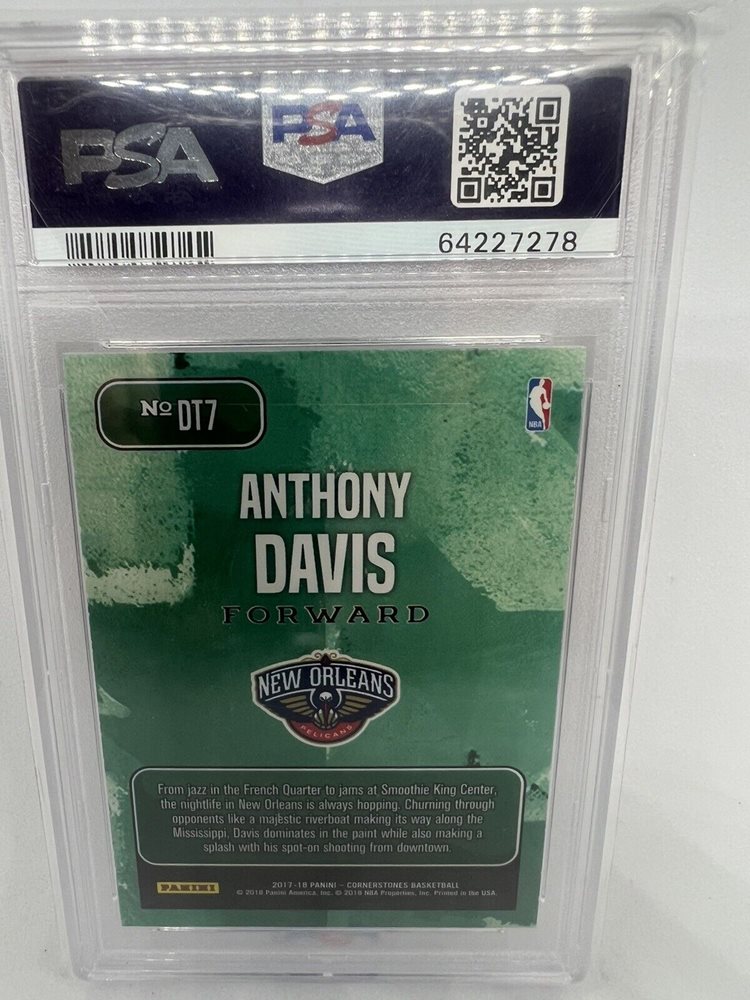 PSA
PSA
64227278
Nº DT7
NBA
ANTHONY
DAVIS
FORWARD
NEW ORLEANS
PELICANS
From jazz in the French Quarter to jams at Smoothie King Center,
the nightlife in New Orleans is always hopping. Churning through
opponents like a majestic riverboat making its way along the
Mississippi, Davis dominates in the paint while also making a
splash with his spot-on shooting from downtown.
PANINI
2017-18 PANINI – CORNERSTONES BASKETBALL
© 2018 Panini America, Inc. © 2018 NBA Properties, Inc. Printed in the USA.